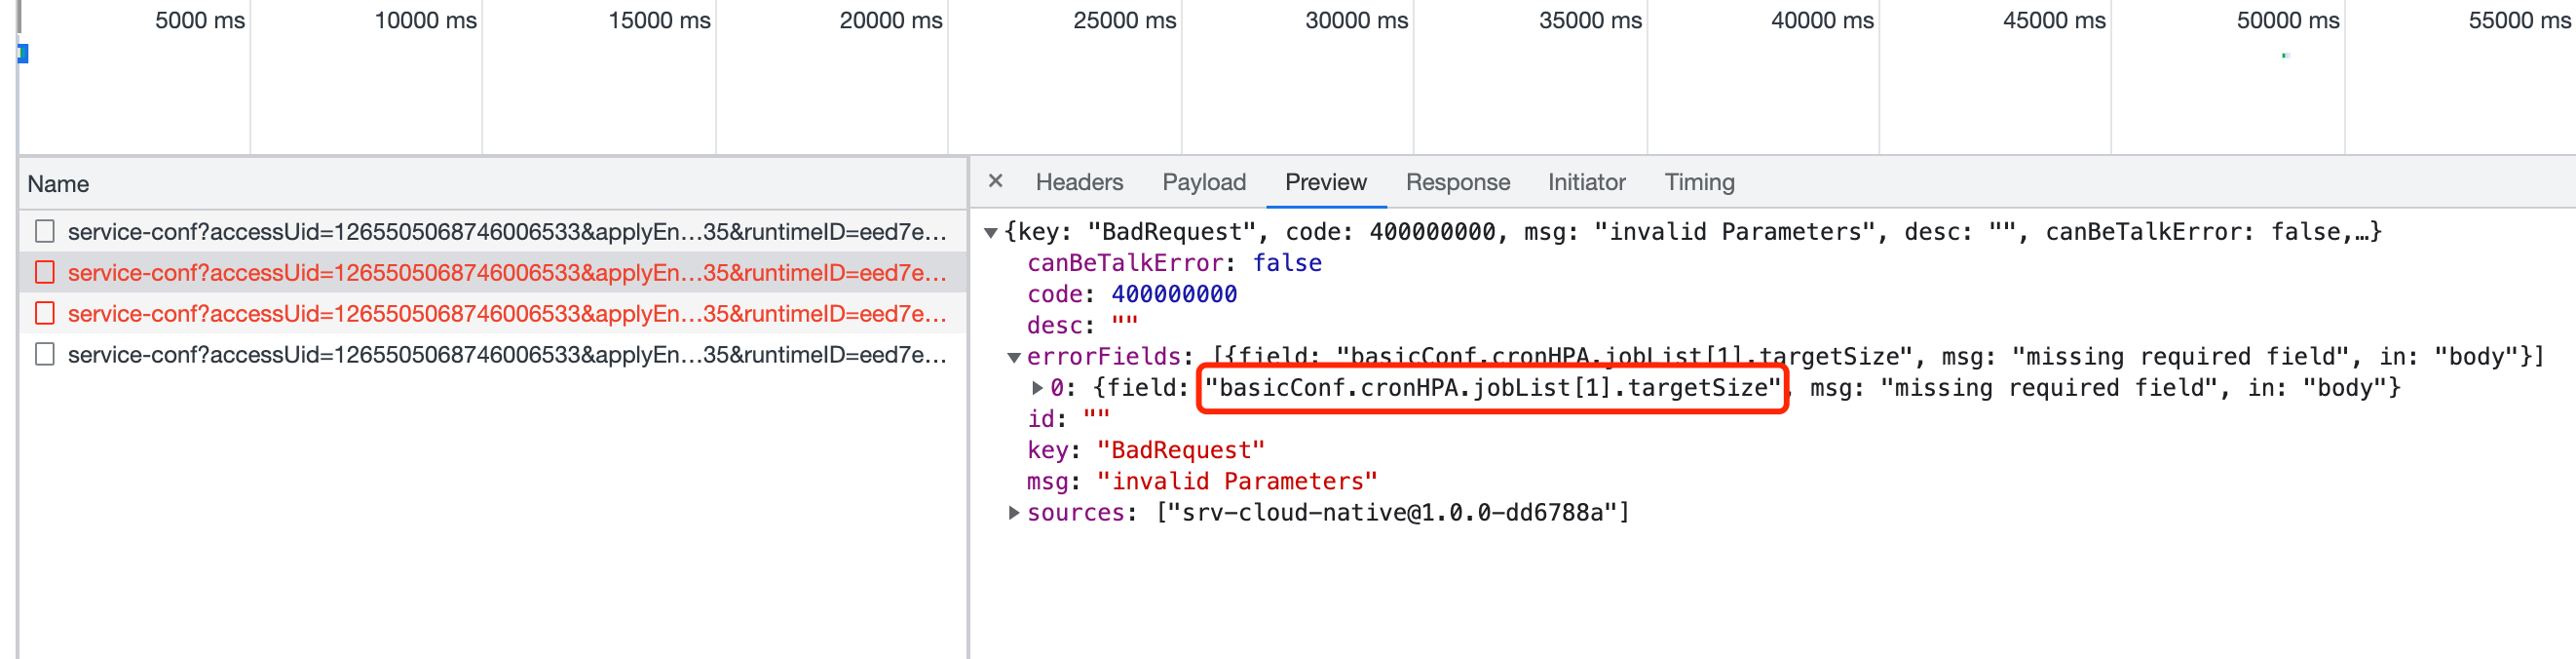 5000 ms 10000 ms 15000 ms 20000 ms 25000 ms 30000 ms 35000 ms 40000 ms 45000 ms 50000 ms 55000 ms
Name
service-conf?accessUid=1265505068746006533&applyEn...35&runtimeID=eed7e...
service-conf?accessUid=1265505068746006533&applyEn...35&runtimeID=eed7e...
service-conf?accessUid=1265505068746006533&applyEn...35&runtimeID=eed7e...
service-conf?accessUid=1265505068746006533&applyEn...35&runtimeID=eed7e...
× Headers Payload Preview Response Initiator Timing
▼{key: "BadRequest", code: 400000000, msg: "invalid Parameters", desc: "", canBeTalkError: false,…}
canBeTalkError: false
code: 400000000
desc: ""
▼errorFields: [{field: "basicConf.cronHPA.jobList[1].targetSize", msg: "missing required field", in: "body"}]
▶0: {field: "basicConf.cronHPA.jobList[1].targetSize", msg: "missing required field", in: "body"}
id: ""
key: "BadRequest"
msg: "invalid Parameters"
▶sources: ["srv-cloud-native@1.0.0-dd6788a"]